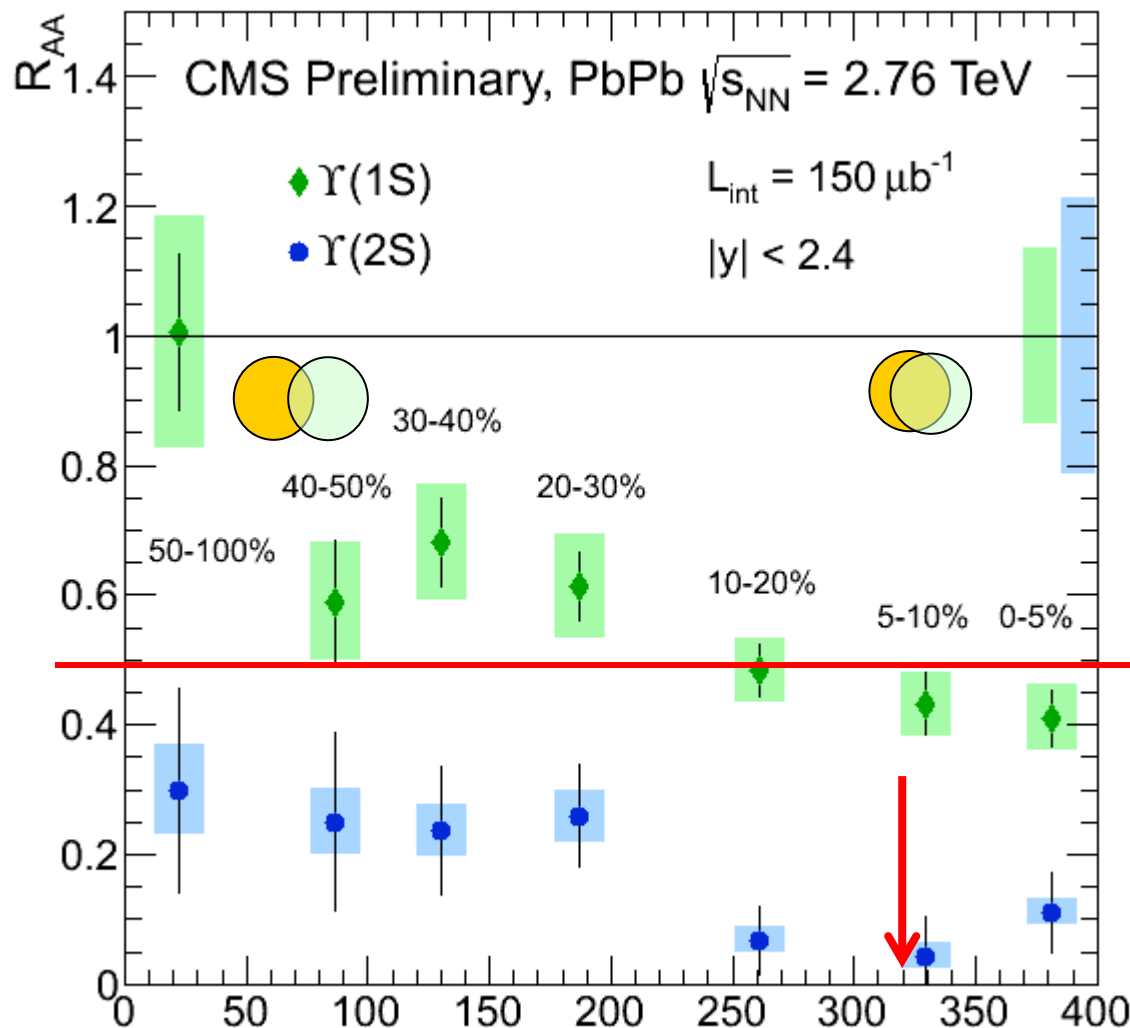 R_AA
CMS Preliminary, PbPb √s_NN = 2.76 TeV
ϒ(1S)
L_int = 150 μb⁻¹
ϒ(2S)
|y| < 2.4
1.4
1.2
1
0.8
0.6
0.4
0.2
0
30-40%
40-50%
20-30%
50-100%
10-20%
5-10%
0-5%
0 50 100 150 200 250 300 350 400